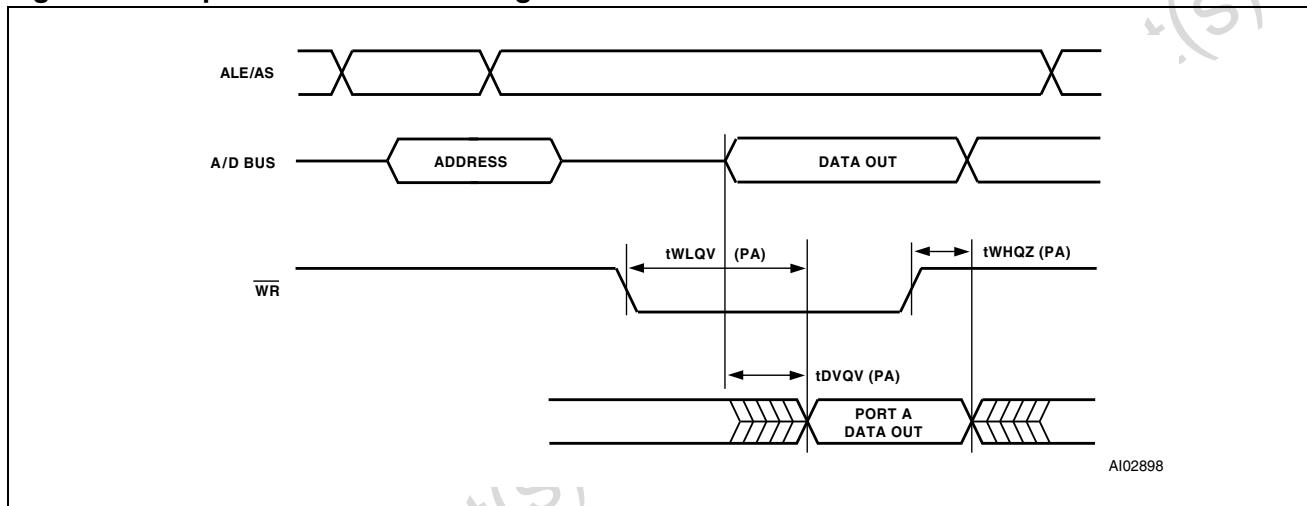 ALE/AS
A/D BUS
ADDRESS
DATA OUT
tWLQV (PA)
tWHQZ (PA)
WR
tDVQV (PA)
PORT A
DATA OUT
AI02898
t(s)
t(s)